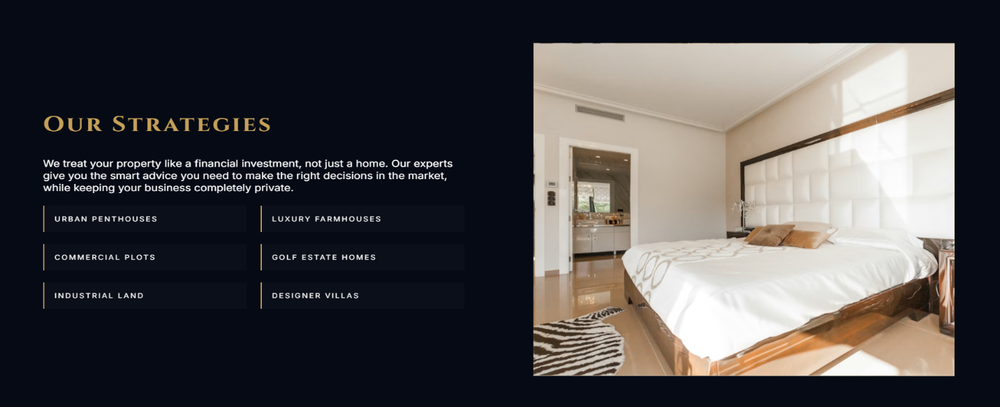 Our Strategies
We treat your property like a financial investment, not just a home. Our experts
give you the smart advice you need to make the right decisions in the market,
while keeping your business completely private.
URBAN PENTHOUSES
LUXURY FARMHOUSES
COMMERCIAL PLOTS
GOLF ESTATE HOMES
INDUSTRIAL LAND
DESIGNER VILLAS